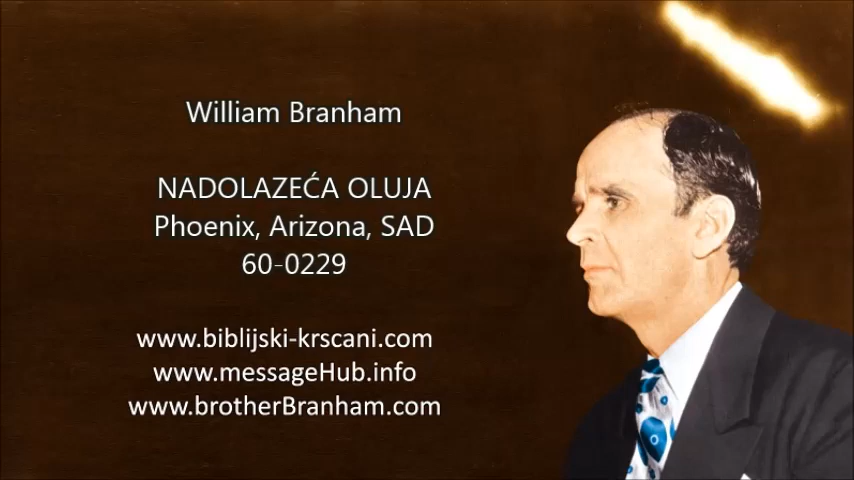 William Branham
NADOLAZEĆA OLUJA
Phoenix, Arizona, SAD
60-0229
www.biblijski-krscani.com
www.messageHub.info
www.brotherBranham.com